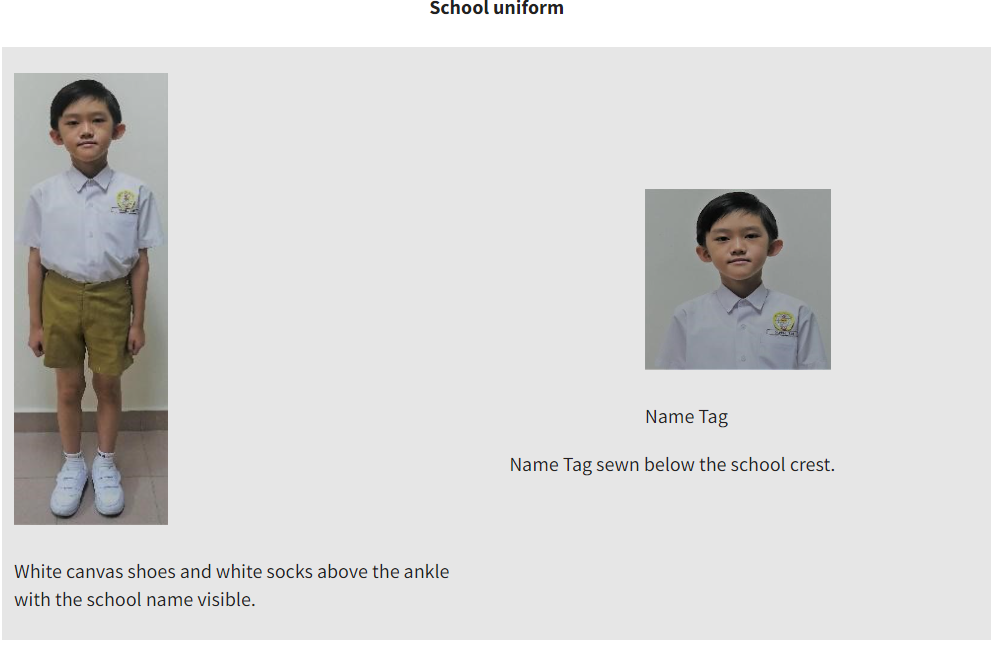 School uniform
Name Tag
Name Tag sewn below the school crest.
White canvas shoes and white socks above the ankle
with the school name visible.